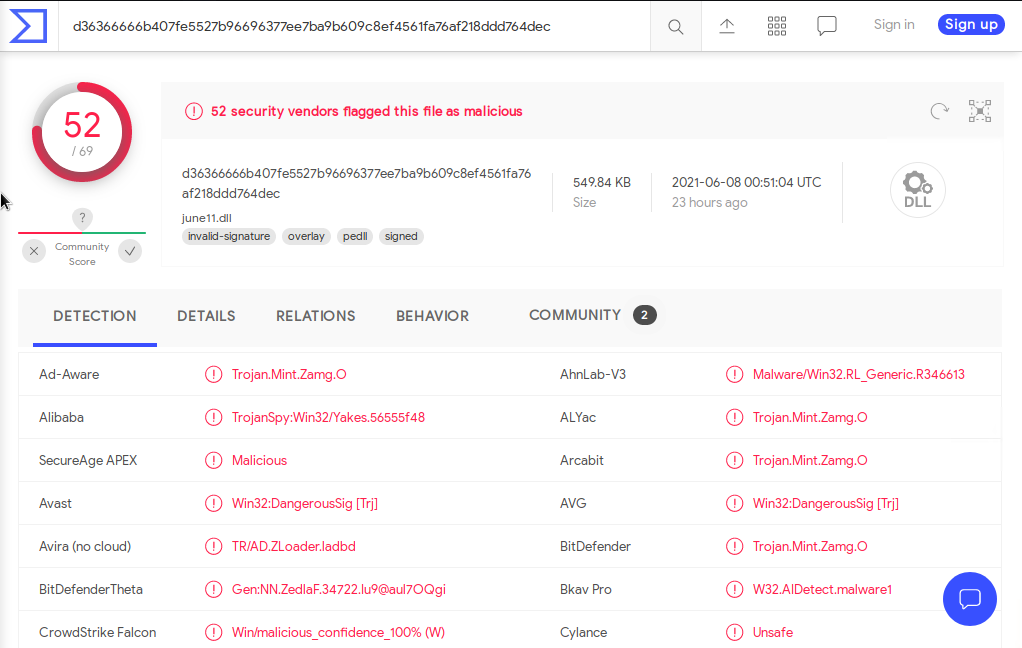 d36366666b407fe5527b96696377ee7ba9b609c8ef4561fa76af218ddd764dec
Sign in
Sign up
52
/ 69
?
Community
Score
52 security vendors flagged this file as malicious
d36366666b407fe5527b96696377ee7ba9b609c8ef4561fa76
af218ddd764dec
june11.dll
invalid-signature overlay pedll signed
549.84 KB
Size
2021-06-08 00:51:04 UTC
23 hours ago
DLL
DETECTION DETAILS RELATIONS BEHAVIOR COMMUNITY 2
Ad-Aware Trojan.Mint.Zamg.O AhnLab-V3 Malware/Win32.RL_Generic.R346613
Alibaba TrojanSpy:Win32/Yakes.56555f48 ALYac Trojan.Mint.Zamg.O
SecureAge APEX Malicious Arcabit Trojan.Mint.Zamg.O
Avast Win32:DangerousSig [Trj] AVG Win32:DangerousSig [Trj]
Avira (no cloud) TR/AD.ZLoader.ladbd BitDefender Trojan.Mint.Zamg.O
BitDefenderTheta Gen:NN.ZedlaF.34722.Iu9@aul7OQgi Bkav Pro W32.AIDetect.malware1
CrowdStrike Falcon Win/malicious_confidence_100% (W) Cylance Unsafe